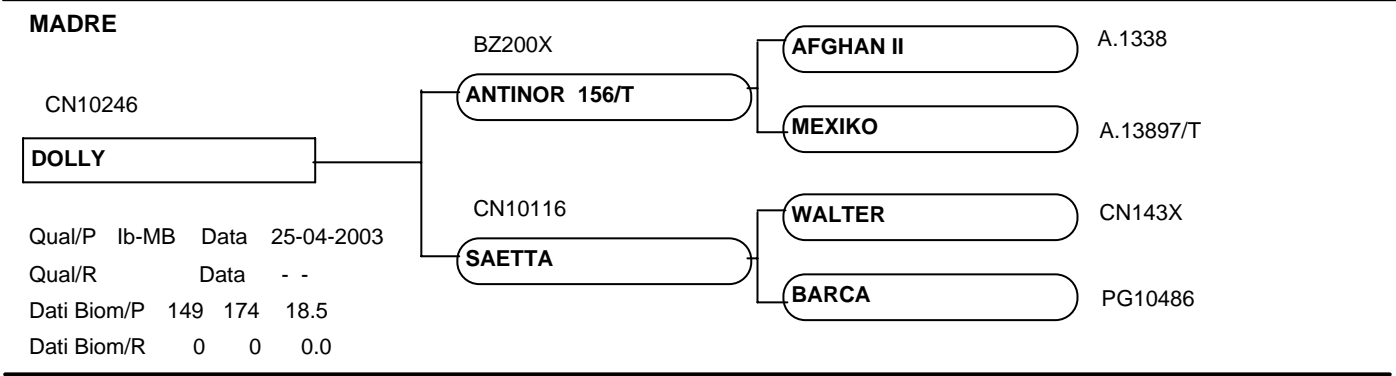 MADRE
BZ200X
AFGHAN II
A.1338
CN10246
ANTINOR 156/T
MEXIKO
A.13897/T
DOLLY
CN10116
WALTER
CN143X
Qual/P Ib-MB Data 25-04-2003
SAETTA
Qual/R Data - -
BARCA
PG10486
Dati Biom/P 149 174 18.5
Dati Biom/R 0 0 0.0